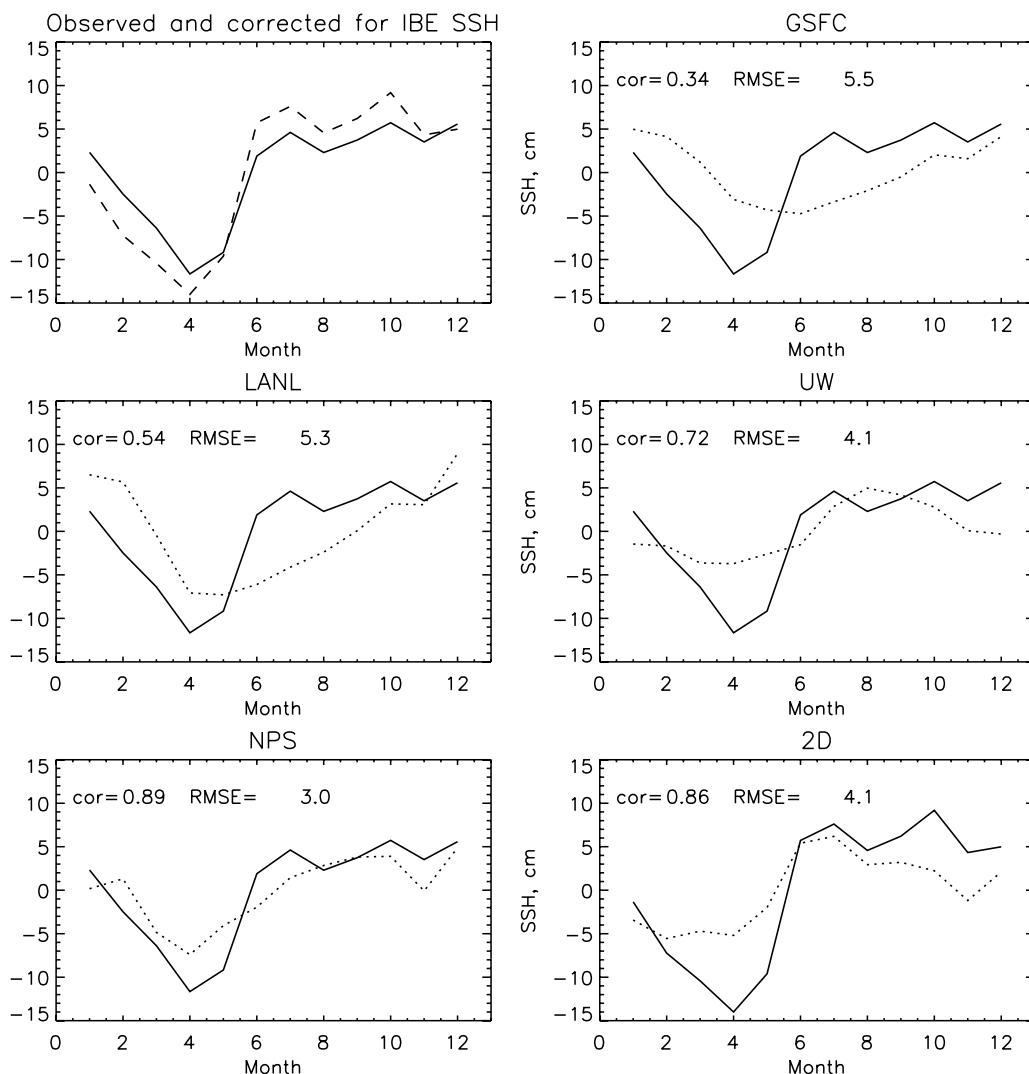 Observed and corrected for IBE SSH
15
10
5
0
−5
−10
−15
0 2 4 6 8 10 12
Month
GSFC
cor=0.34 RMSE= 5.5
SSH, cm
15
10
5
0
−5
−10
−15
0 2 4 6 8 10 12
Month
LANL
cor=0.54 RMSE= 5.3
15
10
5
0
−5
−10
−15
0 2 4 6 8 10 12
Month
UW
cor=0.72 RMSE= 4.1
SSH, cm
15
10
5
0
−5
−10
−15
0 2 4 6 8 10 12
Month
NPS
cor=0.89 RMSE= 3.0
15
10
5
0
−5
−10
−15
0 2 4 6 8 10 12
Month
2D
cor=0.86 RMSE= 4.1
SSH, cm
15
10
5
0
−5
−10
−15
0 2 4 6 8 10 12
Month